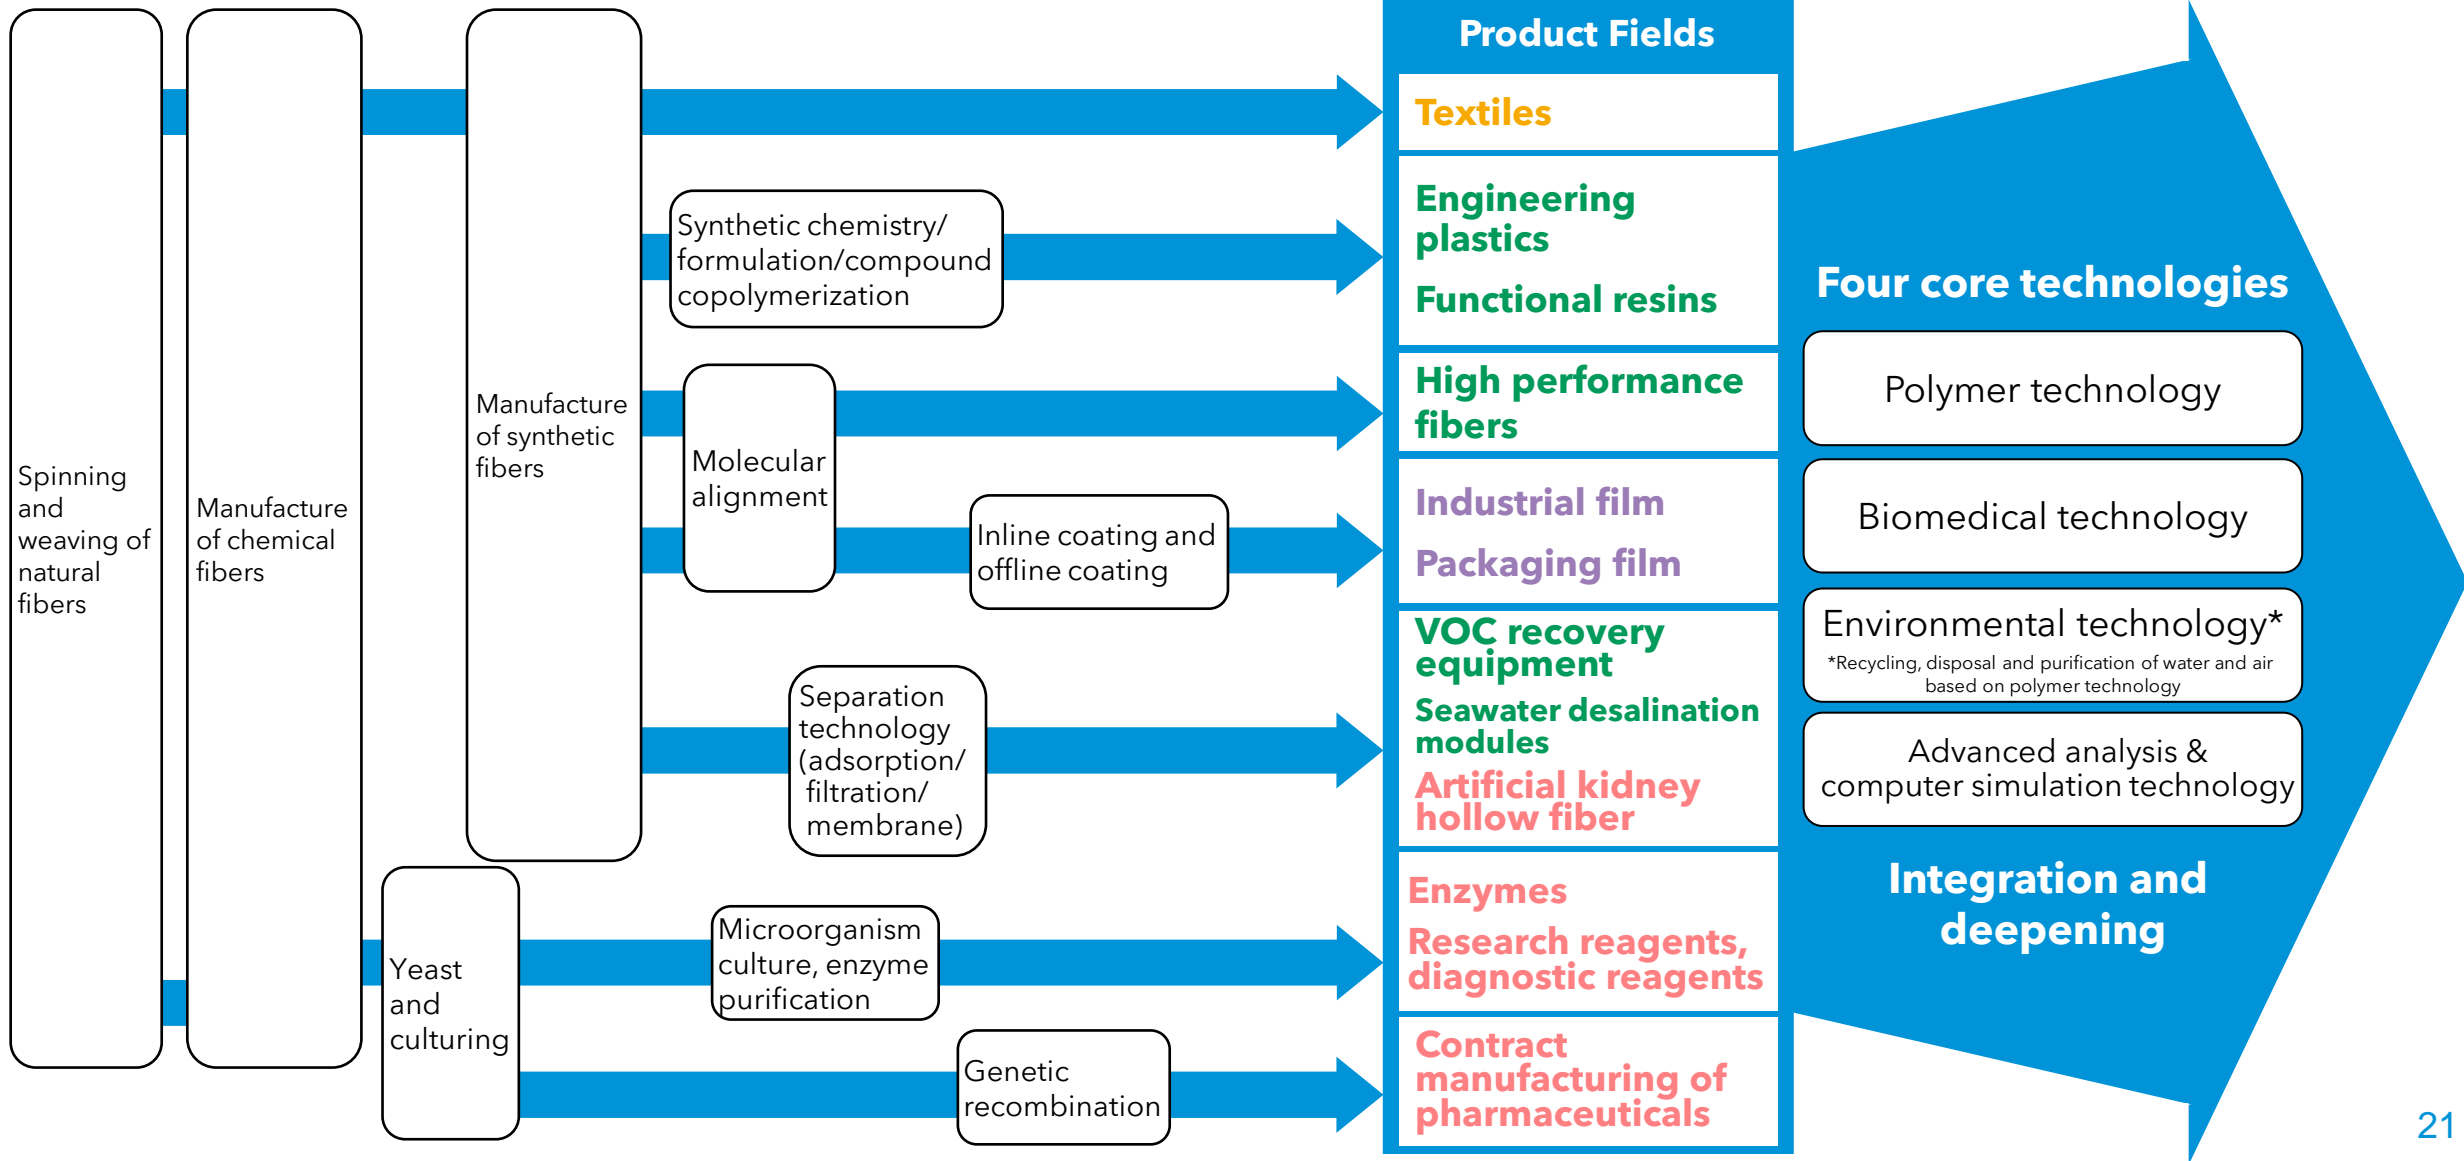 Spinning
and
weaving of
natural
fibers
Manufacture
of chemical
fibers
Manufacture
of synthetic
fibers
Yeast
and
culturing
Synthetic chemistry/
formulation/compound
copolymerization
Molecular
alignment
Inline coating and
offline coating
Separation
technology
(adsorption/
filtration/
membrane)
Microorganism
culture, enzyme
purification
Genetic
recombination
Product Fields
Textiles
Engineering
plastics
Functional resins
High performance
fibers
Industrial film
Packaging film
VOC recovery
equipment
Seawater desalination
modules
Artificial kidney
hollow fiber
Enzymes
Research reagents,
diagnostic reagents
Contract
manufacturing of
pharmaceuticals
Four core technologies
Polymer technology
Biomedical technology
Environmental technology*
*Recycling, disposal and purification of water and air
based on polymer technology
Advanced analysis &
computer simulation technology
Integration and
deepening
21